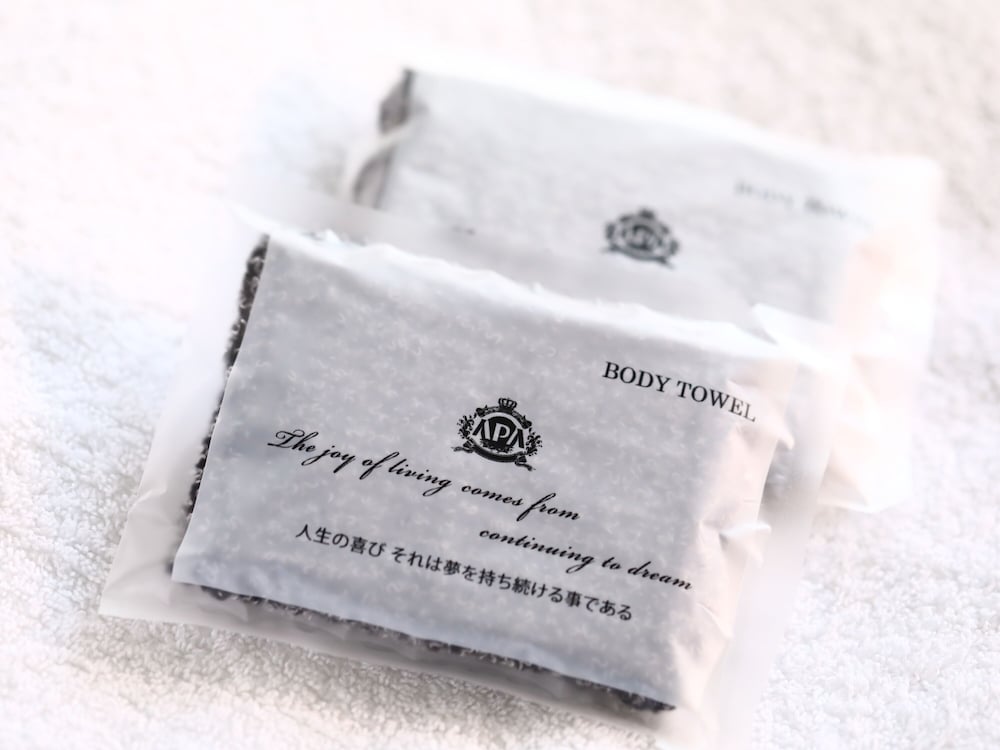 BODY TOWEL
APA
The joy of living comes from
continuing to dream
人生の喜び それは夢を持ち続ける事である
APA